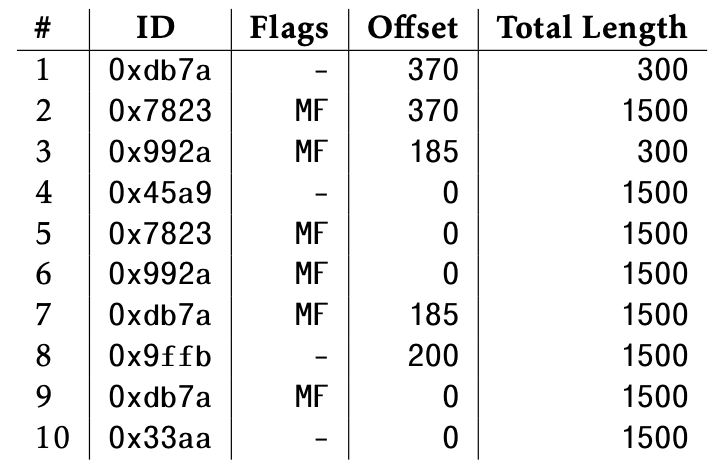 # ID Flags Offset Total Length
1 0xdb7a – 370 300
2 0x7823 MF 370 1500
3 0x992a MF 185 300
4 0x45a9 – 0 1500
5 0x7823 MF 0 1500
6 0x992a MF 0 1500
7 0xdb7a MF 185 1500
8 0x9ffb – 200 1500
9 0xdb7a MF 0 1500
10 0x33aa – 0 1500